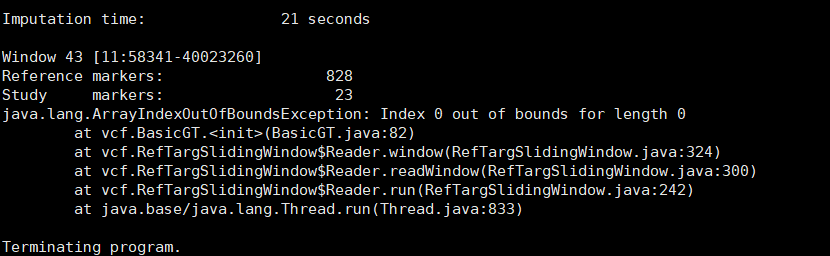 Imputation time: 21 seconds
Window 43 [11:58341-40023260]
Reference markers: 828
Study markers: 23
java.lang.ArrayIndexOutOfBoundsException: Index 0 out of bounds for length 0
at vcf.BasicGT.<init>(BasicGT.java:82)
at vcf.RefTargSlidingWindow$Reader.window(RefTargSlidingWindow.java:324)
at vcf.RefTargSlidingWindow$Reader.readWindow(RefTargSlidingWindow.java:300)
at vcf.RefTargSlidingWindow$Reader.run(RefTargSlidingWindow.java:242)
at java.base/java.lang.Thread.run(Thread.java:833)
Terminating program.